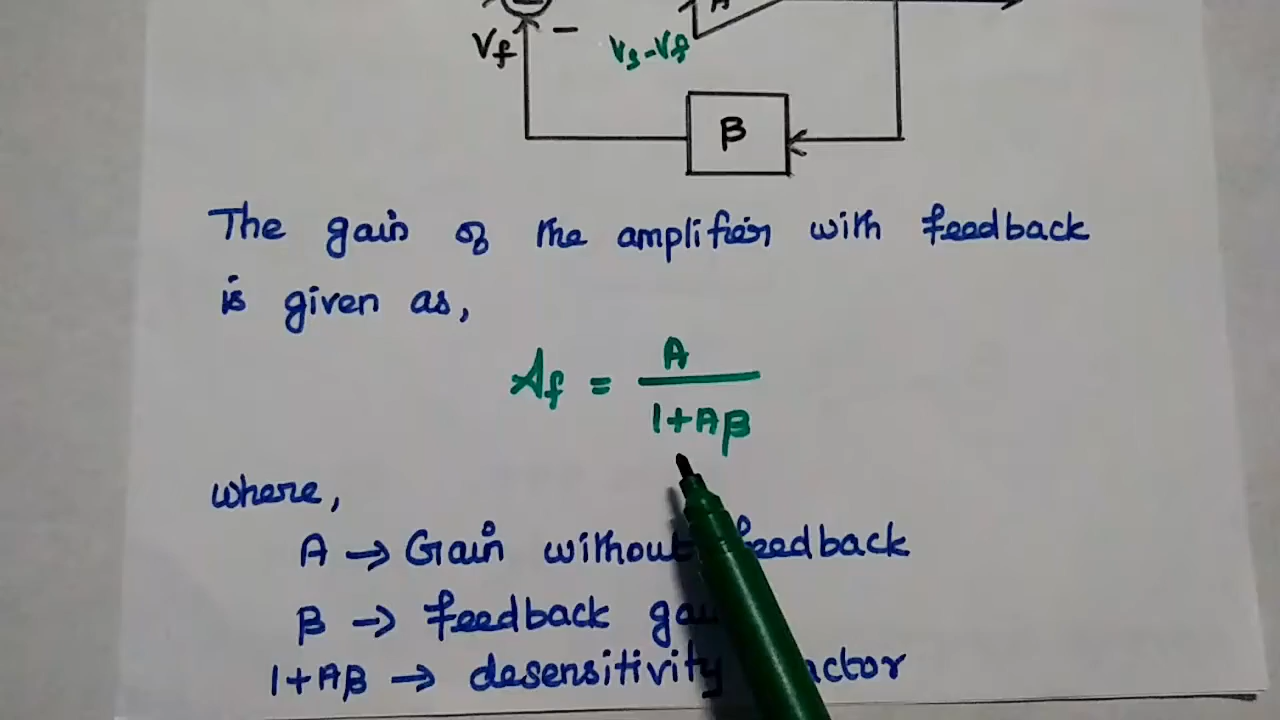 A
Vf -
Vs-Vf
β
The gain of the amplifier with feedback
is given as,
Af = A
1+Aβ
where,
A → Gain without feedback
β → feedback
1+Aβ → desensitivity